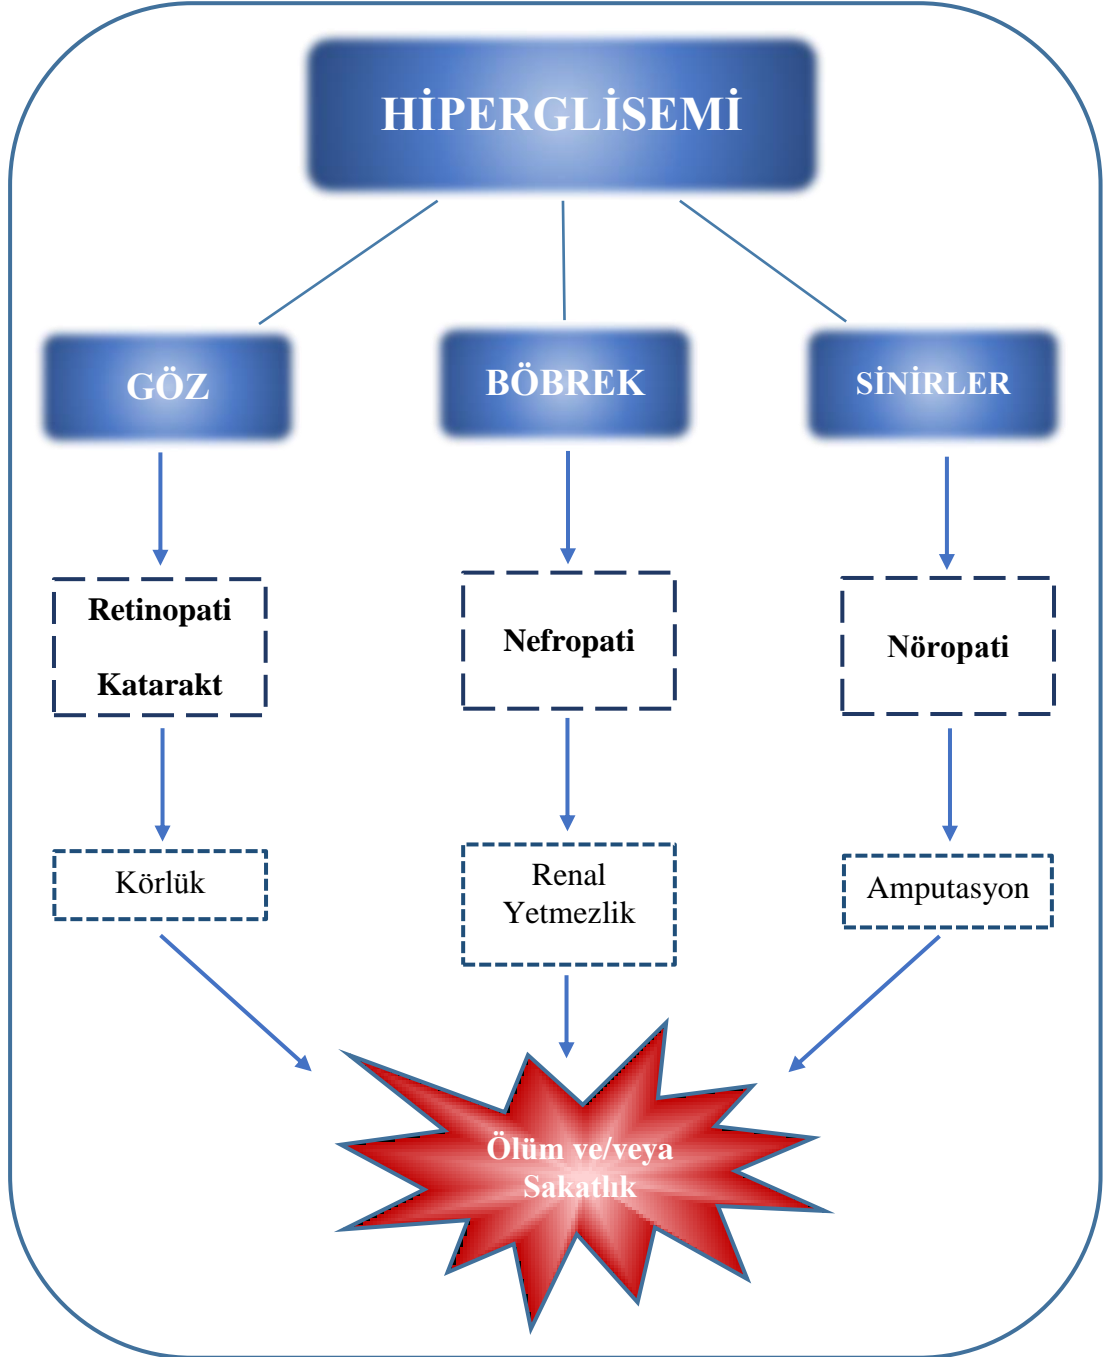 HİPERGLİSEMİ
GÖZ
BÖBREK
SİNİRLER
Retinopati
Katarakt
Nefropati
Nöropati
Körlük
Renal
Yetmezlik
Amputasyon
Ölüm ve/veya
Sakatlık